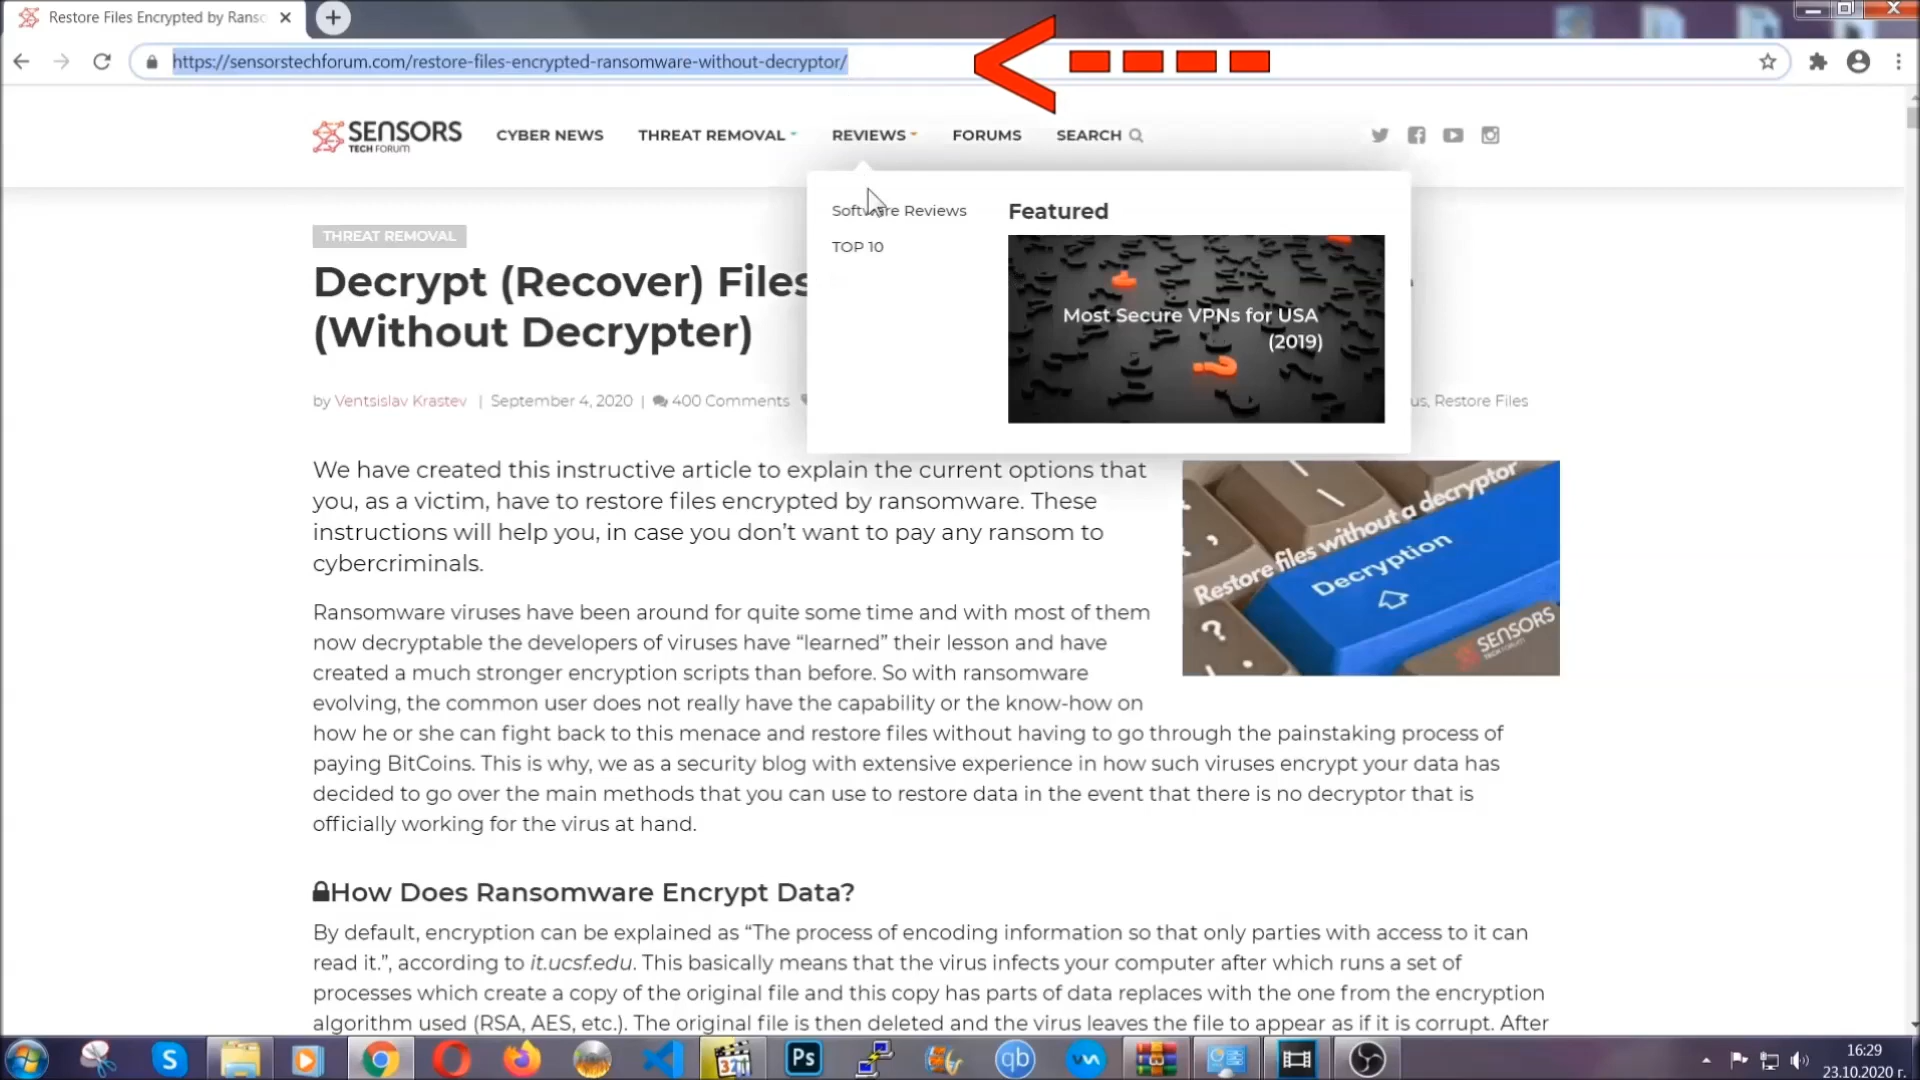 Restore Files Encrypted by Ranso
https://sensorstechforum.com/restore-files-encrypted-ransomware-without-decryptor/
SENSORS
TECH FORUM
CYBER NEWS
THREAT REMOVAL
REVIEWS
FORUMS
SEARCH
Software Reviews
TOP 10
Featured
Most Secure VPNs for USA
(2019)
THREAT REMOVAL
Decrypt (Recover) Files
(Without Decrypter)
by Ventsislav Krastev | September 4, 2020 | 400 Comments
us, Restore Files
We have created this instructive article to explain the current options that
you, as a victim, have to restore files encrypted by ransomware. These
instructions will help you, in case you don’t want to pay any ransom to
cybercriminals.
Restore files without a decryptor
Decryption
SENSORS
TECH FORUM
Ransomware viruses have been around for quite some time and with most of them
now decryptable the developers of viruses have “learned” their lesson and have
created a much stronger encryption scripts than before. So with ransomware
evolving, the common user does not really have the capability or the know-how on
how he or she can fight back to this menace and restore files without having to go through the painstaking process of
paying BitCoins. This is why, we as a security blog with extensive experience in how such viruses encrypt your data has
decided to go over the main methods that you can use to restore data in the event that there is no decryptor that is
officially working for the virus at hand.
How Does Ransomware Encrypt Data?
By default, encryption can be explained as “The process of encoding information so that only parties with access to it can
read it.”, according to it.ucsf.edu. This basically means that the virus infects your computer after which runs a set of
processes which create a copy of the original file and this copy has parts of data replaces with the one from the encryption
algorithm used (RSA, AES, etc.). The original file is then deleted and the virus leaves the file to appear as if it is corrupt. After
S
321
Ps
qb
16:29
23.10.2020 г.